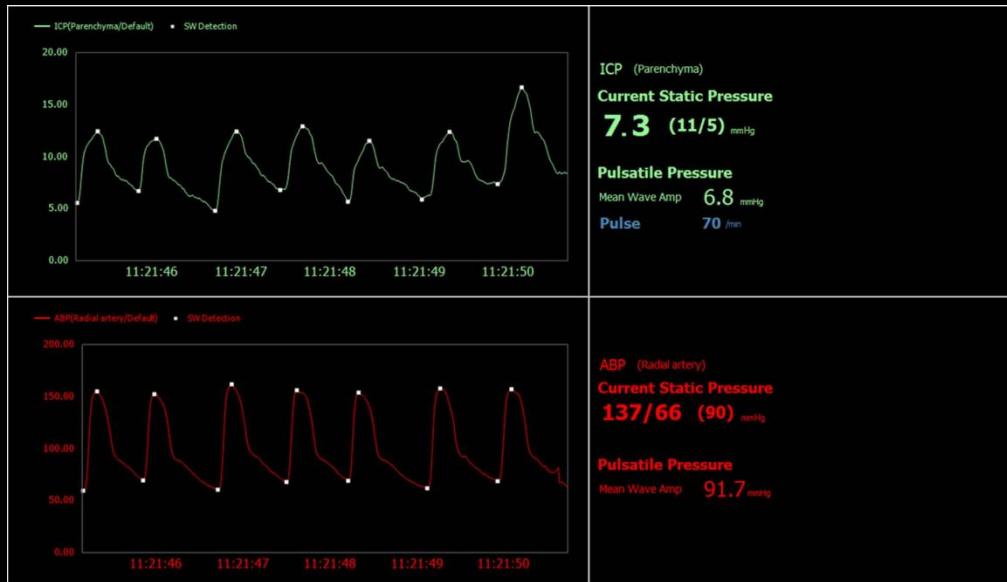 ICP(Parenchyma/Default) SW Detection
20.00
15.00
10.00
5.00
0.00
11:21:46 11:21:47 11:21:48 11:21:49 11:21:50
ICP (Parenchyma)
Current Static Pressure
7.3 (11/5) mmHg
Pulsatile Pressure
Mean Wave Amp 6.8 mmHg
Pulse 70 /min
ABP(Radial artery/Default) SW Detection
200.00
150.00
100.00
50.00
0.00
11:21:46 11:21:47 11:21:48 11:21:49 11:21:50
ABP (Radial artery)
Current Static Pressure
137/66 (90) mmHg
Pulsatile Pressure
Mean Wave Amp 91.7 mmHg